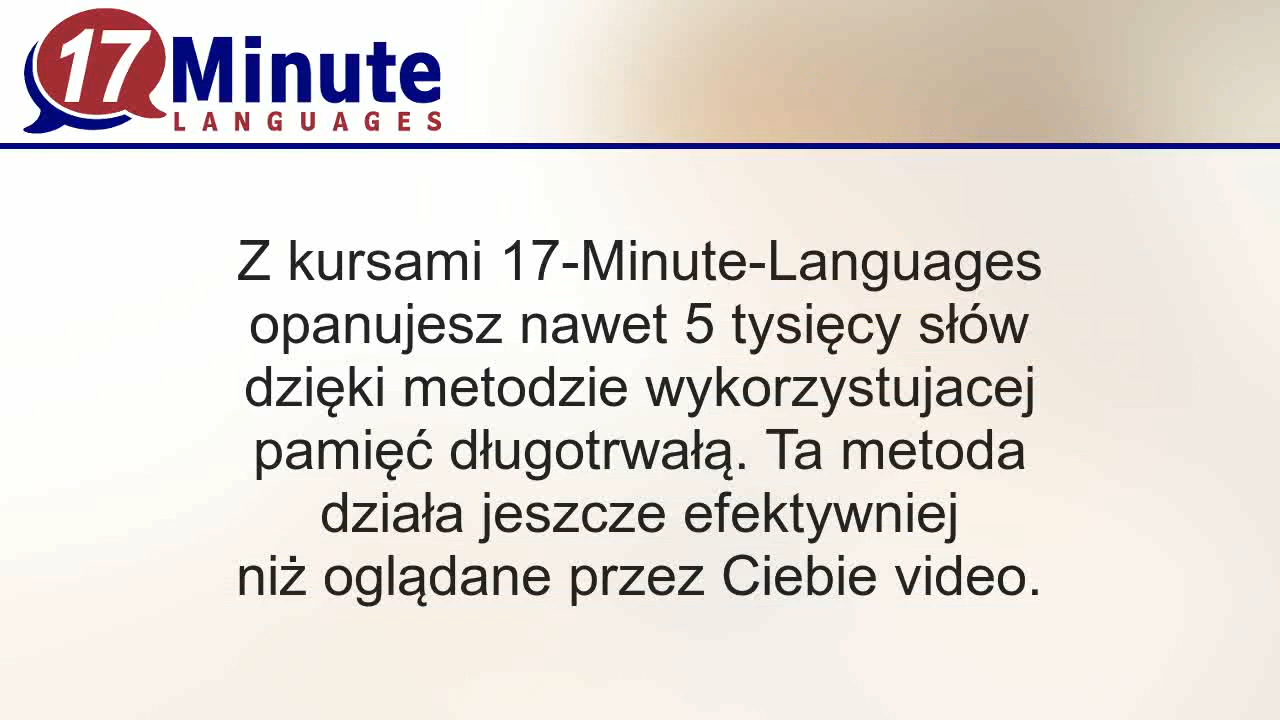 17 Minute
LANGUAGES
Z kursami 17-Minute-Languages
opanujesz nawet 5 tysięcy słów
dzięki metodzie wykorzystujacej
pamięć długotrwałą. Ta metoda
działa jeszcze efektywniej
niż oglądane przez Ciebie video.